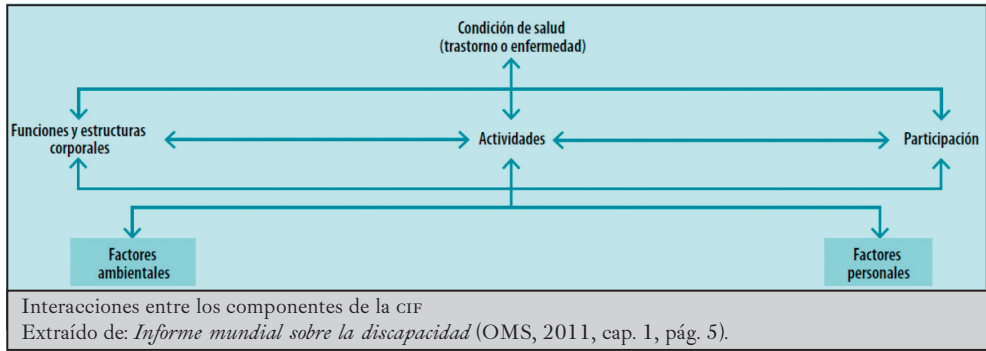 Condición de salud
(trastorno o enfermedad)
Funciones y estructuras
corporales
Actividades
Participación
Factores
ambientales
Factores
personales
Interacciones entre los componentes de la CIF
Extraído de: Informe mundial sobre la discapacidad (OMS, 2011, cap. 1, pág. 5).